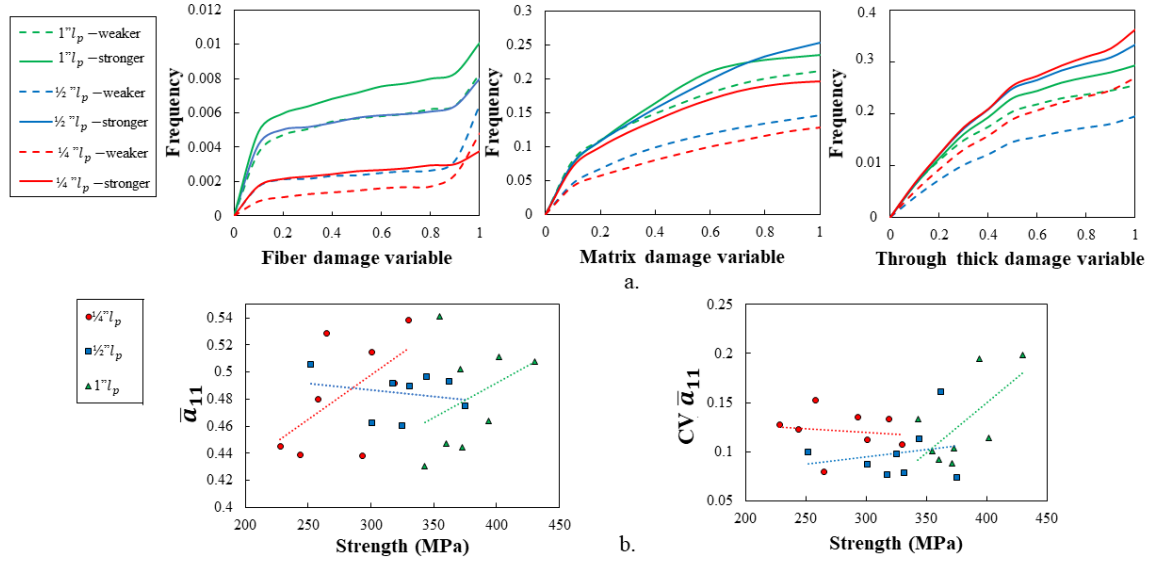 1”lp –weaker
1”lp –stronger
½ ”lp –weaker
½ ”lp –stronger
¼ ”lp –weaker
¼ ”lp –stronger
Frequency
0.012
0.01
0.008
0.006
0.004
0.002
0
0 0.2 0.4 0.6 0.8 1
Fiber damage variable
Frequency
0.3
0.25
0.2
0.15
0.1
0.05
0
0 0.2 0.4 0.6 0.8 1
Matrix damage variable
Frequency
0.4
0.3
0.2
0.01
0
0 0.2 0.4 0.6 0.8 1
Through thick damage variable
a.
¼”lp
½”lp
1”lp
a̅11
0.54
0.52
0.5
0.48
0.46
0.44
0.42
0.4
200 250 300 350 400 450
Strength (MPa)
CV a̅11
0.25
0.2
0.15
0.1
0.05
200 250 300 350 400 450
Strength (MPa)
b.